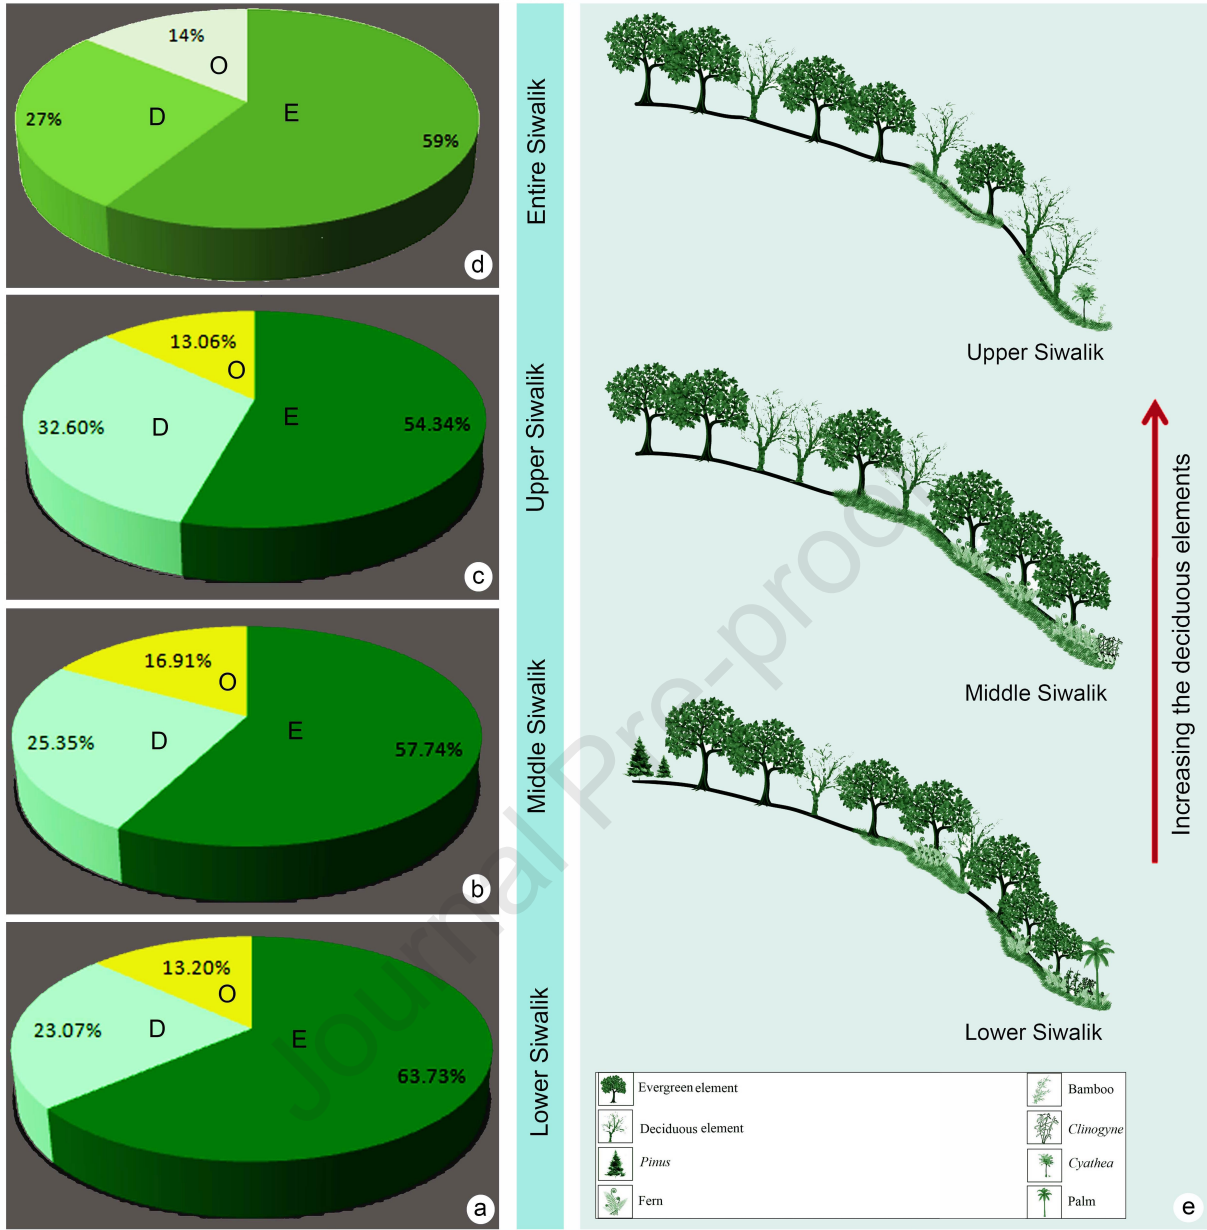 14%
O
27%
D
E
59%
d
Entire Siwalik
13.06%
O
32.60%
D
E
54.34%
c
Upper Siwalik
16.91%
O
25.35%
D
E
57.74%
b
Middle Siwalik
13.20%
O
23.07%
D
E
63.73%
a
Lower Siwalik
Upper Siwalik
Middle Siwalik
Lower Siwalik
Increasing the deciduous elements
Evergreen element
Deciduous element
Pinus
Fern
Bamboo
Clinogyne
Cyathea
Palm
e
Journal Pre-proof